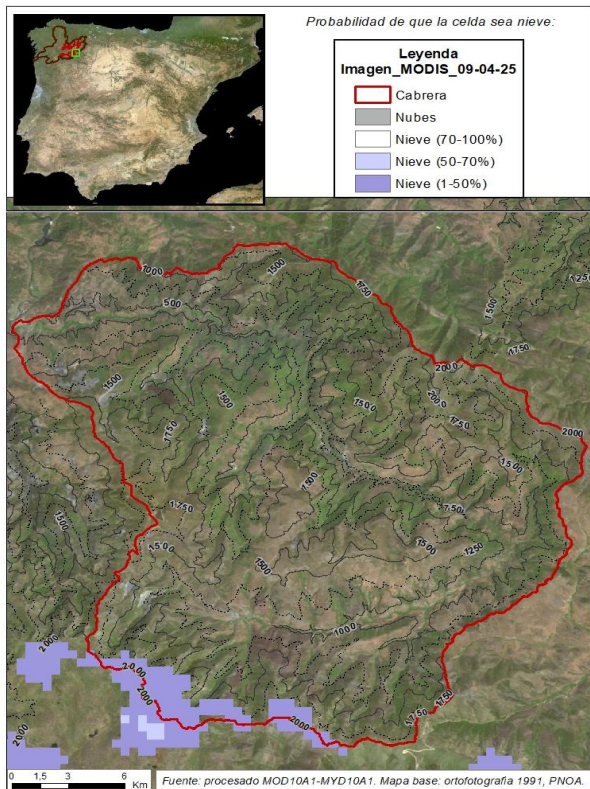 Probabilidad de que la celda sea nieve:
Leyenda
Imagen_MODIS_09-04-25
Cabrera
Nubes
Nieve (70-100%)
Nieve (50-70%)
Nieve (1-50%)
1000
1500
1750
500
1250
1500
1750
2000
1500
1500
1500
2000
1750
1750
2000
1500
1500
1750
750
1500
1500
1500
1250
1500
1000
2000
2000
2000
2000
1750
1750
2000
0 1,5 3 6
Km
Fuente: procesado MOD10A1-MYD10A1. Mapa base: ortofotografía 1991, PNOA.